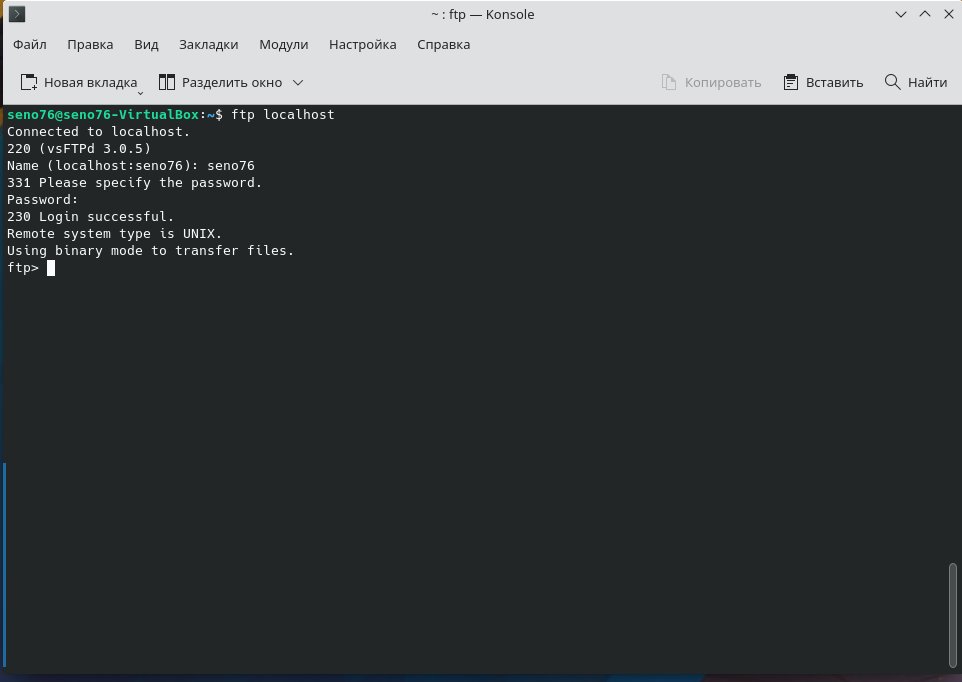 ~ : ftp — Konsole
Файл Правка Вид Закладки Модули Настройка Справка
Новая вкладка Разделить окно Копировать Вставить Найти
seno76@seno76-VirtualBox:~$ ftp localhost
Connected to localhost.
220 (vsFTPd 3.0.5)
Name (localhost:seno76): seno76
331 Please specify the password.
Password:
230 Login successful.
Remote system type is UNIX.
Using binary mode to transfer files.
ftp>